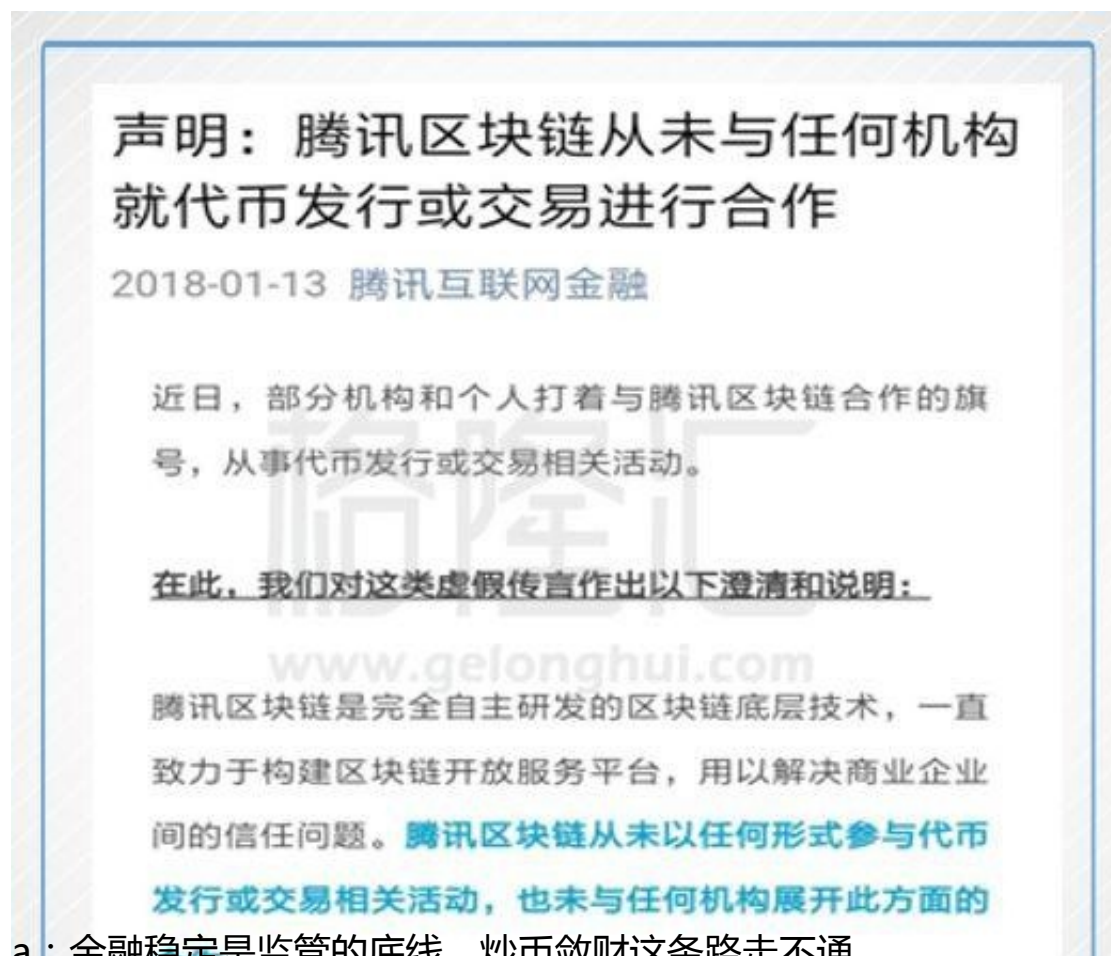 声明：腾讯区块链从未与任何机构
就代币发行或交易进行合作
2018-01-13 腾讯互联网金融
近日，部分机构和个人打着与腾讯区块链合作的旗
号，从事代币发行或交易相关活动。
在此，我们对这类虚假传言作出以下澄清和说明：
格隆汇
www.gelonghui.com
腾讯区块链是完全自主研发的区块链底层技术，一直
致力于构建区块链开放服务平台，用以解决商业企业
间的信任问题。腾讯区块链从未以任何形式参与代币
发行或交易相关活动，也未与任何机构展开此方面的
a：金融稳定是监管的底线，炒币敛财这条路走不通